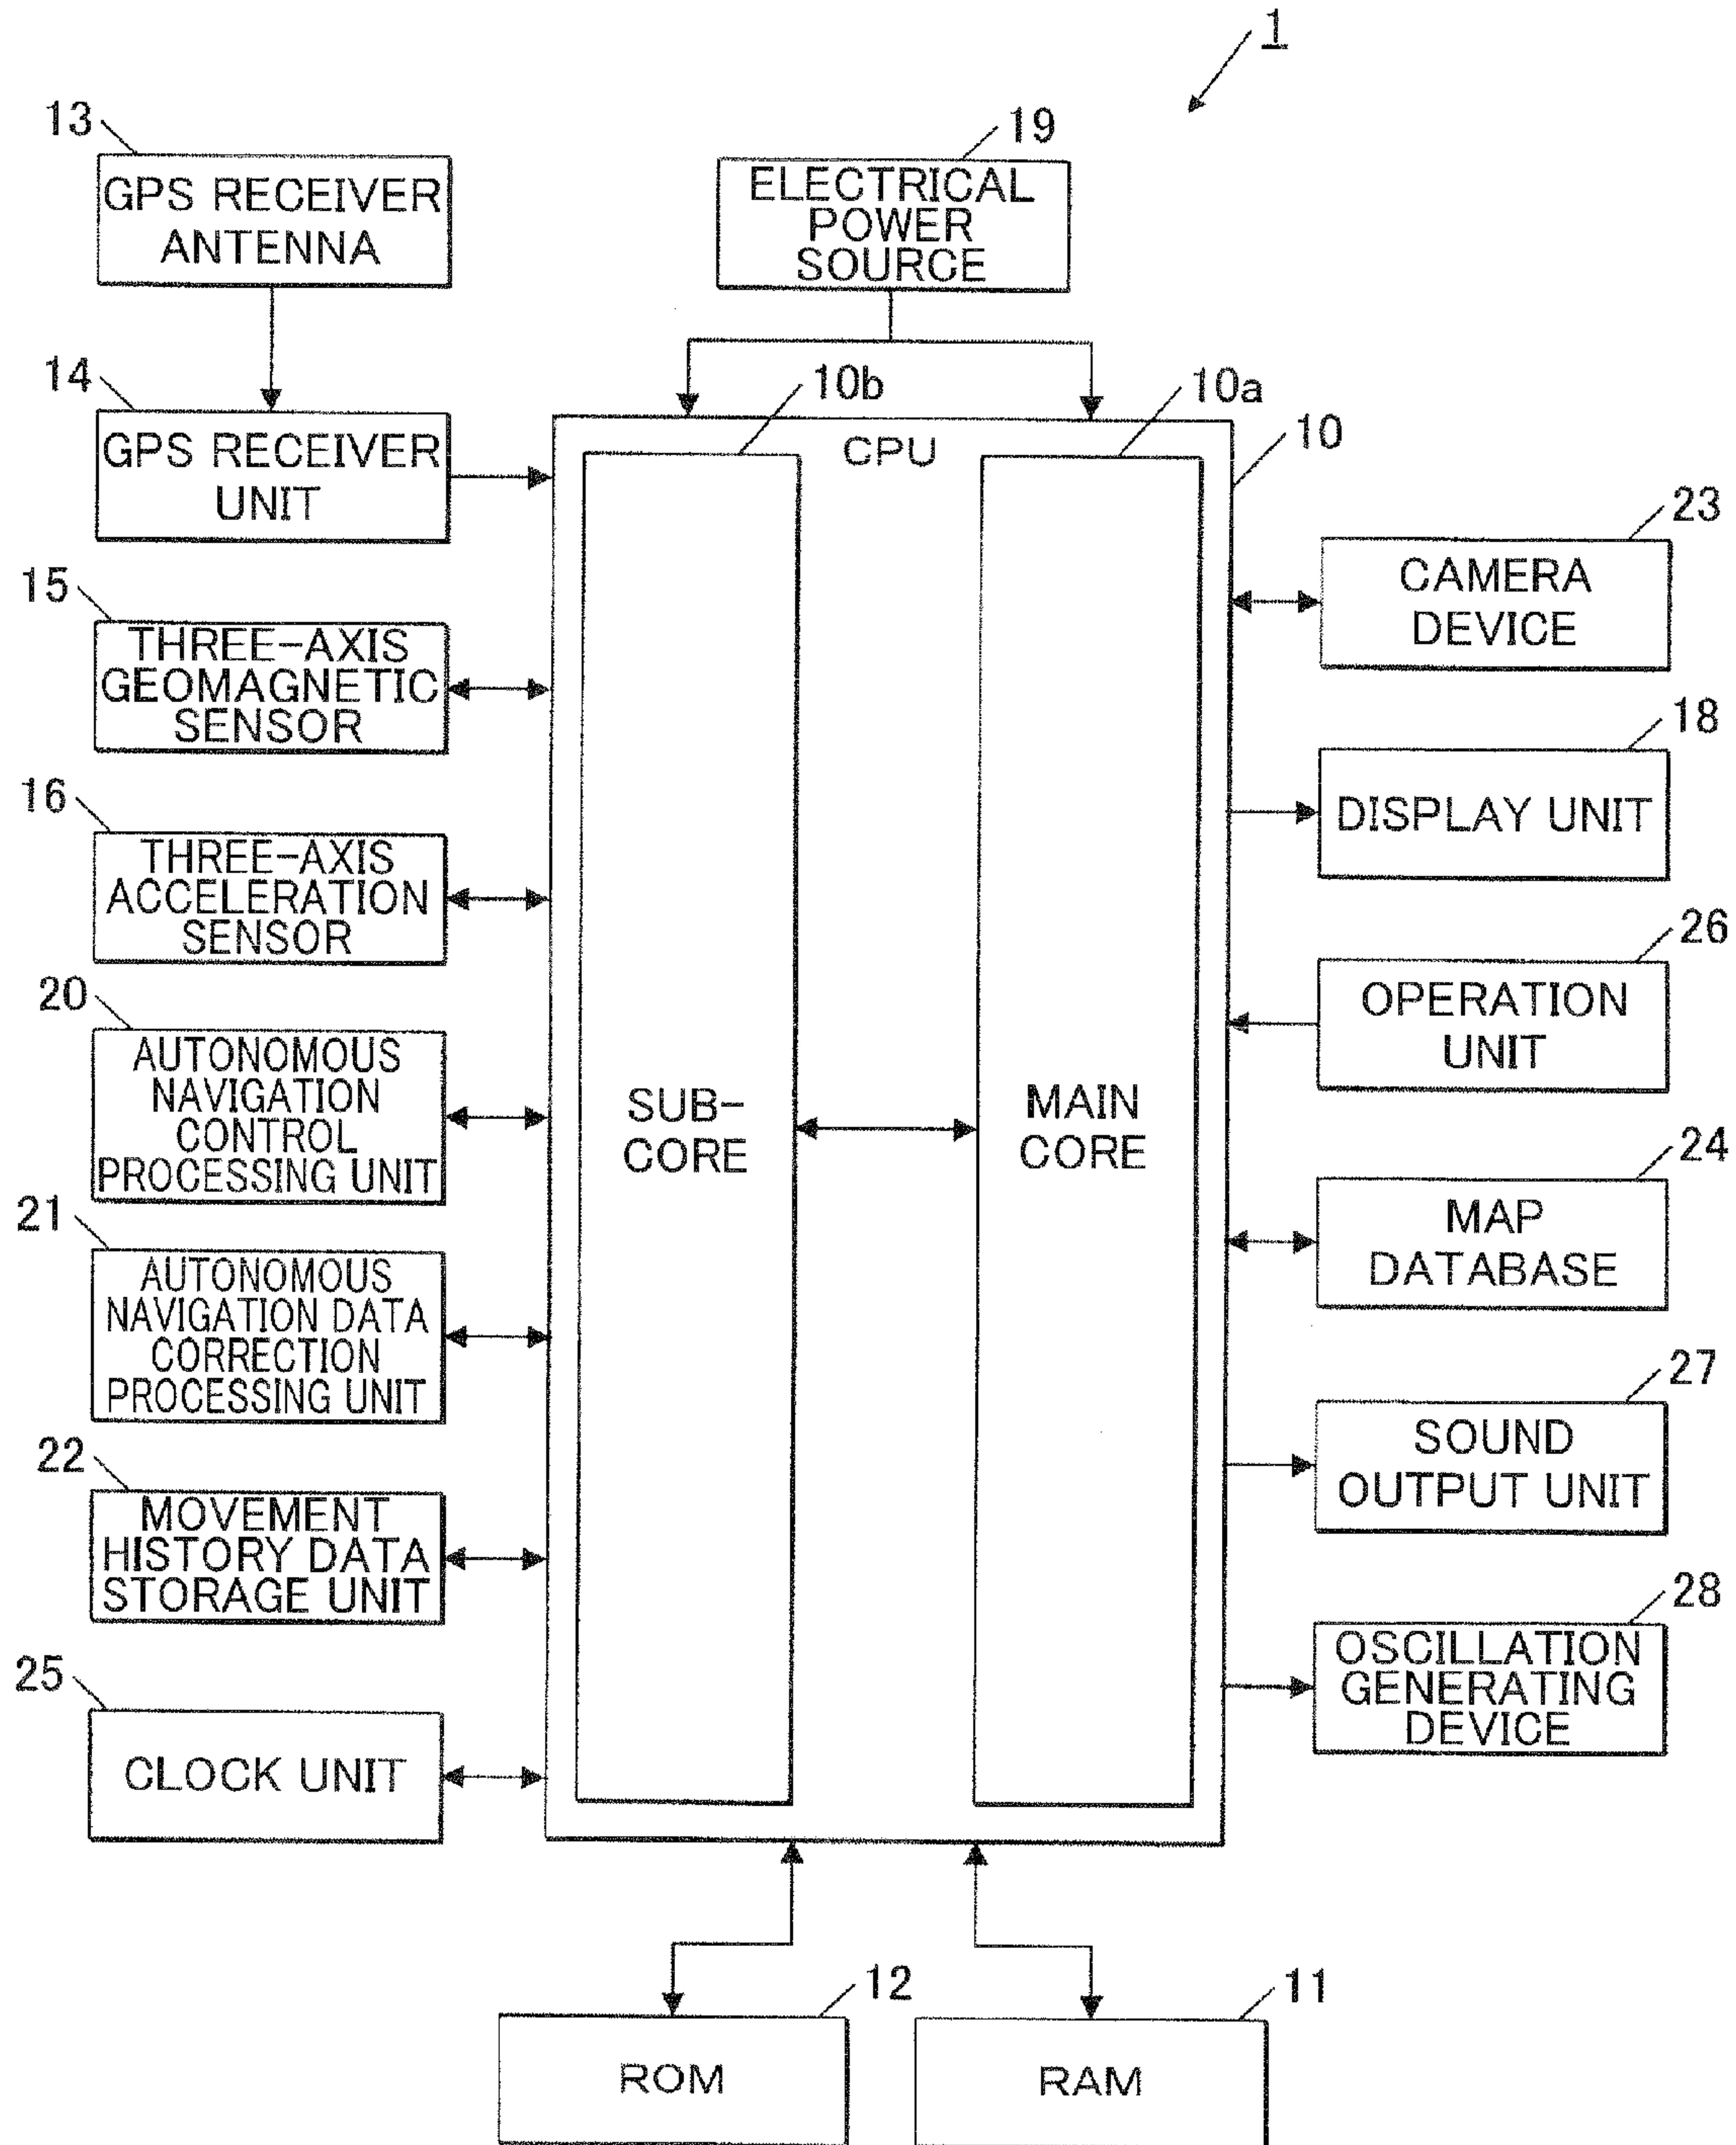 1
13
GPS RECEIVER
ANTENNA
19
ELECTRICAL
POWER
SOURCE
14
GPS RECEIVER
UNIT
10b
10a
10
CPU
SUB-
CORE
MAIN
CORE
15
THREE-AXIS
GEOMAGNETIC
SENSOR
16
THREE-AXIS
ACCELERATION
SENSOR
20
AUTONOMOUS
NAVIGATION
CONTROL
PROCESSING UNIT
21
AUTONOMOUS
NAVIGATION DATA
CORRECTION
PROCESSING UNIT
22
MOVEMENT
HISTORY DATA
STORAGE UNIT
25
CLOCK UNIT
23
CAMERA
DEVICE
18
DISPLAY UNIT
26
OPERATION
UNIT
24
MAP
DATABASE
27
SOUND
OUTPUT UNIT
28
OSCILLATION
GENERATING
DEVICE
12
ROM
11
RAM